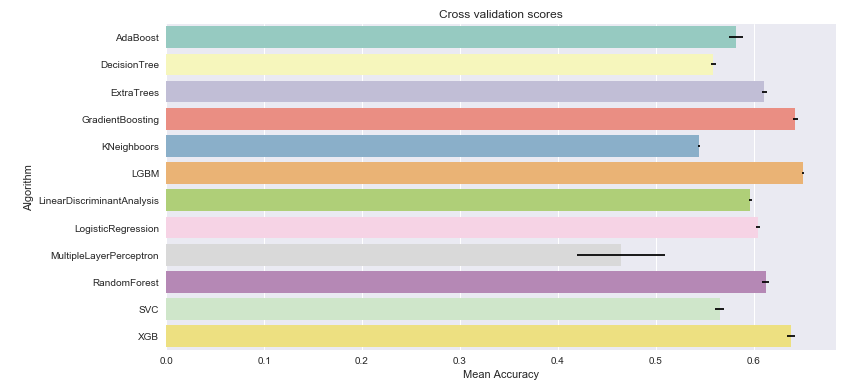 Cross validation scores
AdaBoost
DecisionTree
ExtraTrees
GradientBoosting
KNeighboors
LGBM
LinearDiscriminantAnalysis
LogisticRegression
MultipleLayerPerceptron
RandomForest
SVC
XGB
Algorithm
0.0 0.1 0.2 0.3 0.4 0.5 0.6
Mean Accuracy